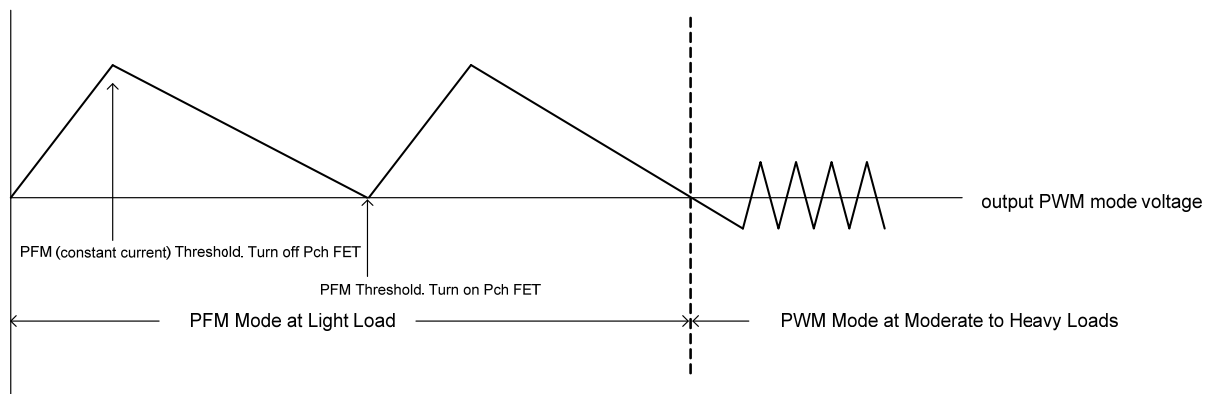 output PWM mode voltage
PFM (constant current) Threshold. Turn off Pch FET
PFM Threshold. Turn on Pch FET
PFM Mode at Light Load
PWM Mode at Moderate to Heavy Loads